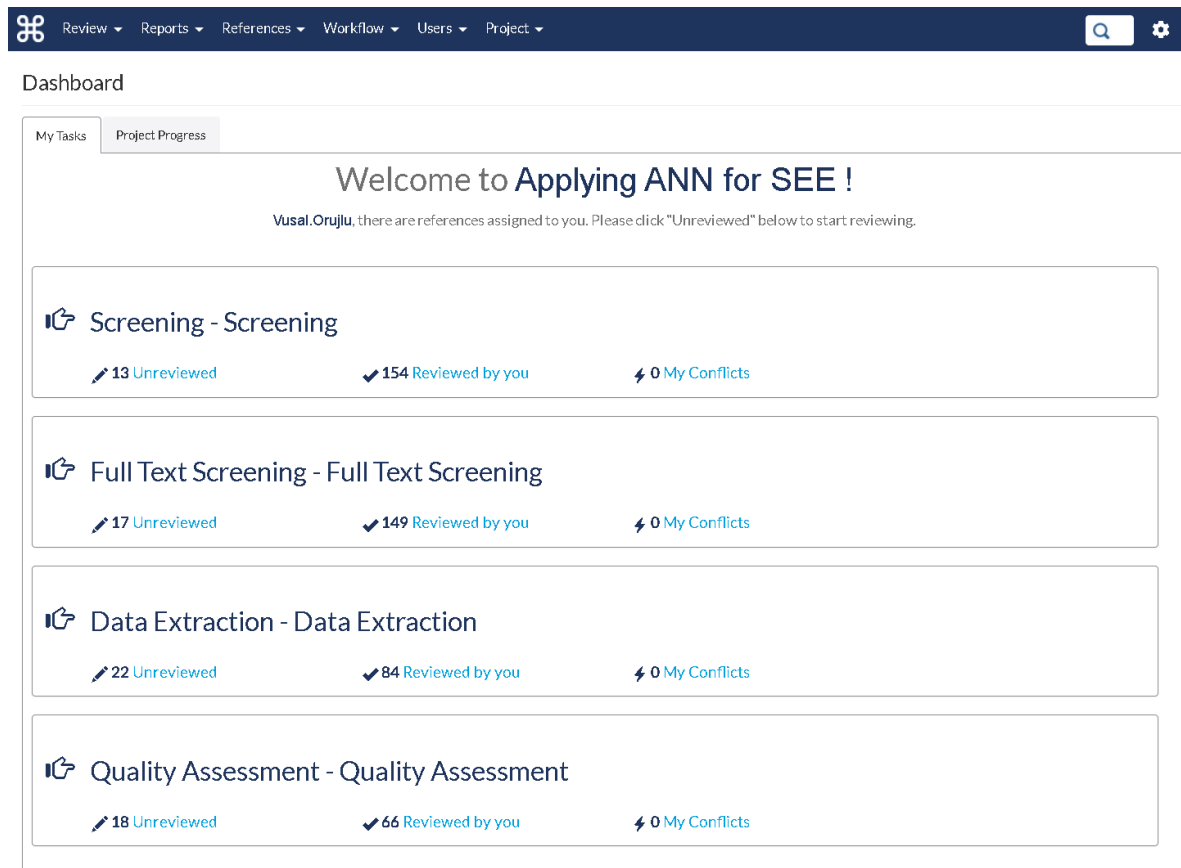 Review Reports References Workflow Users Project
Dashboard
My Tasks Project Progress
Welcome to Applying ANN for SEE !
Vusal.Orujlu, there are references assigned to you. Please click "Unreviewed" below to start reviewing.
Screening - Screening
13 Unreviewed 154 Reviewed by you 0 My Conflicts
Full Text Screening - Full Text Screening
17 Unreviewed 149 Reviewed by you 0 My Conflicts
Data Extraction - Data Extraction
22 Unreviewed 84 Reviewed by you 0 My Conflicts
Quality Assessment - Quality Assessment
18 Unreviewed 66 Reviewed by you 0 My Conflicts